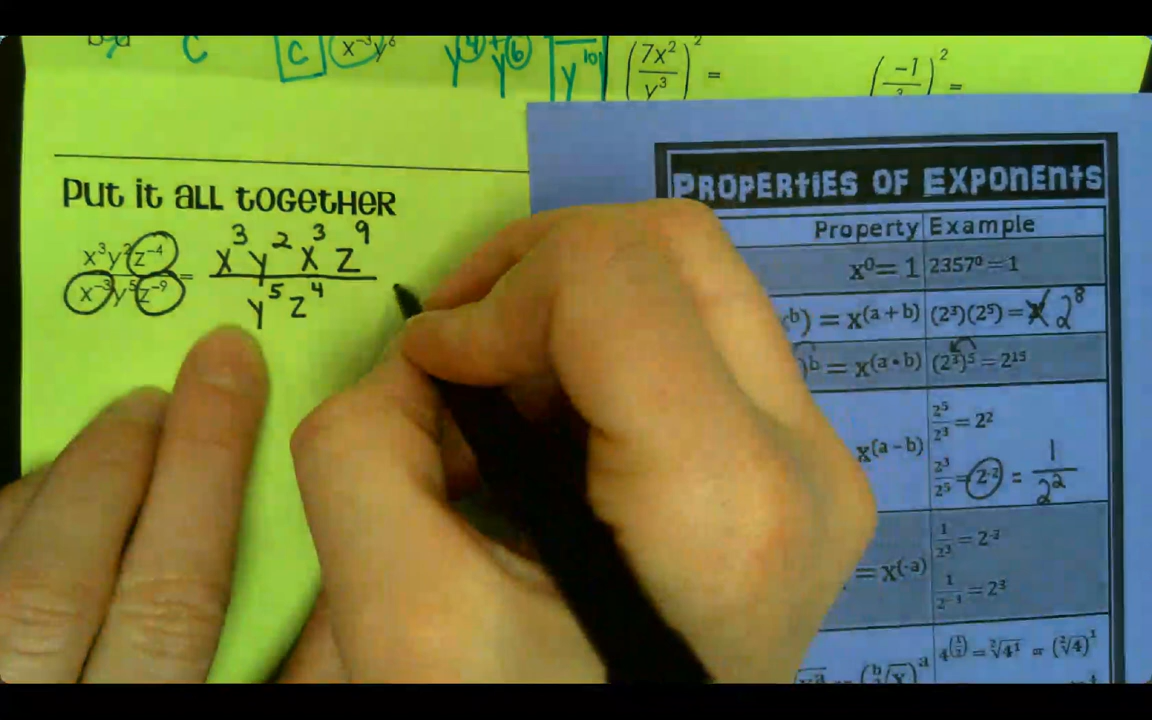 C C x⁻³y⁶ y⁴+y⁶ y¹⁰ (7x²/y³)² = (-1/3)² =
Put it all together
x³y²z⁻⁴/x⁻³y⁵z⁻⁹ = x³y²x³z⁹/y⁵z⁴
Properties of Exponents
Property Example
x⁰=1 2357⁰=1
ᵇ) = x^(a+b) (2³)(2⁵) = 2⁸
)ᵇ = x^(a•b) (2³)⁵ = 2¹⁵
2⁵/2³ = 2²
x^(a-b)
2³/2⁵ = 2⁻² = 1/2²
1/2³ = 2⁻³
= x^(-a)
1/2⁻³ = 2³